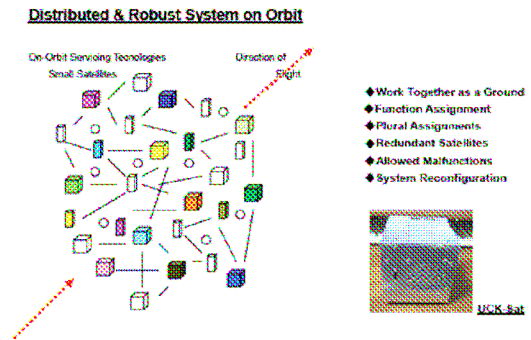 Distributed & Robust System on Orbit
On-Orbit Servicing Tecnologies
Small Satellites
Direction of
Flight
◆Work Together as a Ground
◆Function Assignment
◆Plural Assignments
◆Redundant Satellites
◆Allowed Malfunctions
◆System Reconfiguration
UCK-Sat